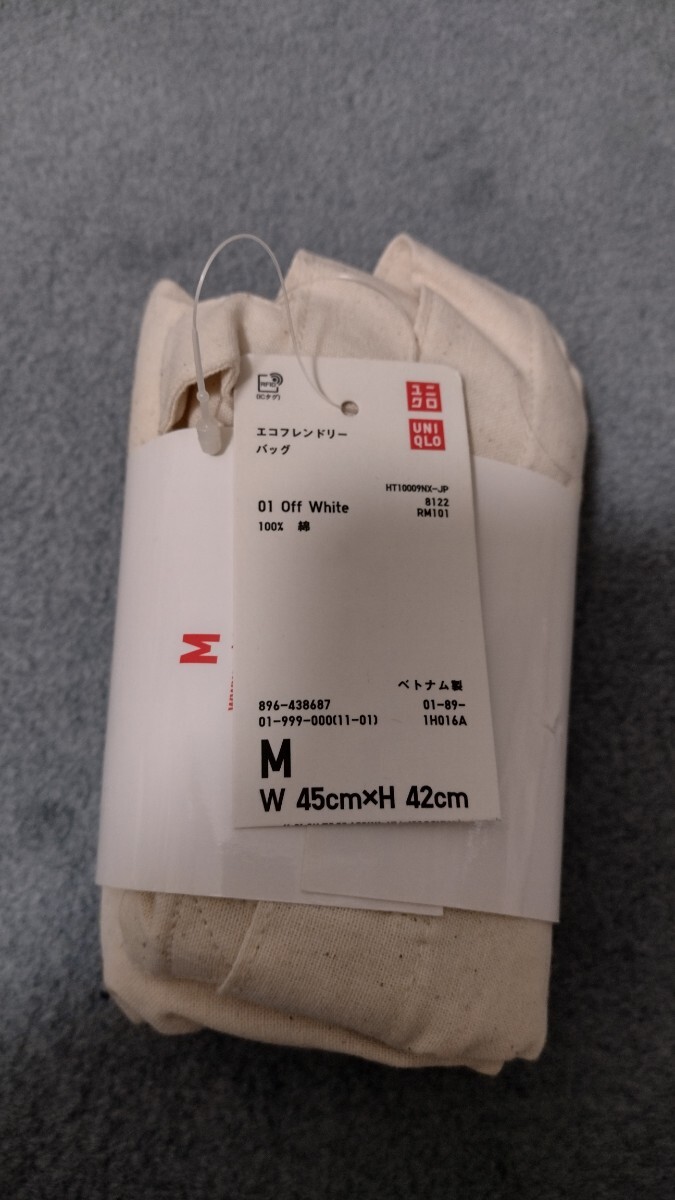 RFID
(ICタグ)
ユニ
クロ
UNI
QLO
エコフレンドリー
バッグ
HT10009NX-JP
01 Off White
8122
100% 綿
RM101
ベトナム製
896-438687
01-89-
01-999-000(11-01)
1H016A
M
W 45cm×H 42cm
M